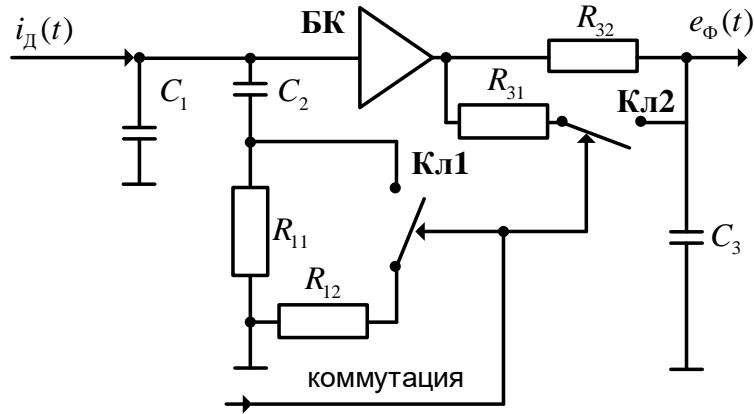 i_Д(t)
БК
R_32
e_Ф(t)
C_1
C_2
R_31
Кл2
Кл1
R_11
R_12
C_3
коммутация